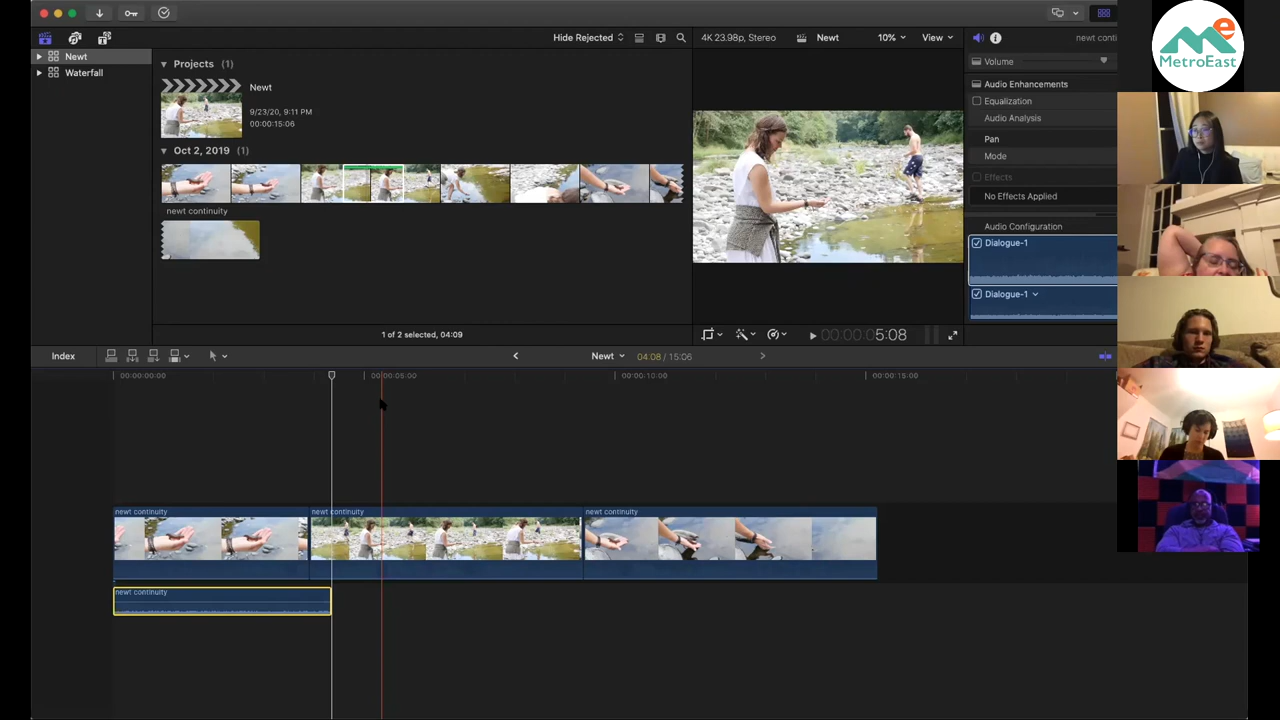 Hide Rejected
4K 23.98p, Stereo
Newt
10%
View
newt conti
e
MetroEast
Newt
Waterfall
Projects (1)
Newt
9/23/20, 9:11 PM
00:00:15:06
Oct 2, 2019 (1)
newt continuity
Volume
Audio Enhancements
Equalization
Audio Analysis
Pan
Mode
Effects
No Effects Applied
Audio Configuration
Dialogue-1
Dialogue-1
1 of 2 selected, 04:09
00:00:05:08
Index
Newt
04:08 / 15:06
00:00:00:00
00:00:05:00
00:00:10:00
00:00:15:00
newt continuity
newt continuity
newt continuity
newt continuity